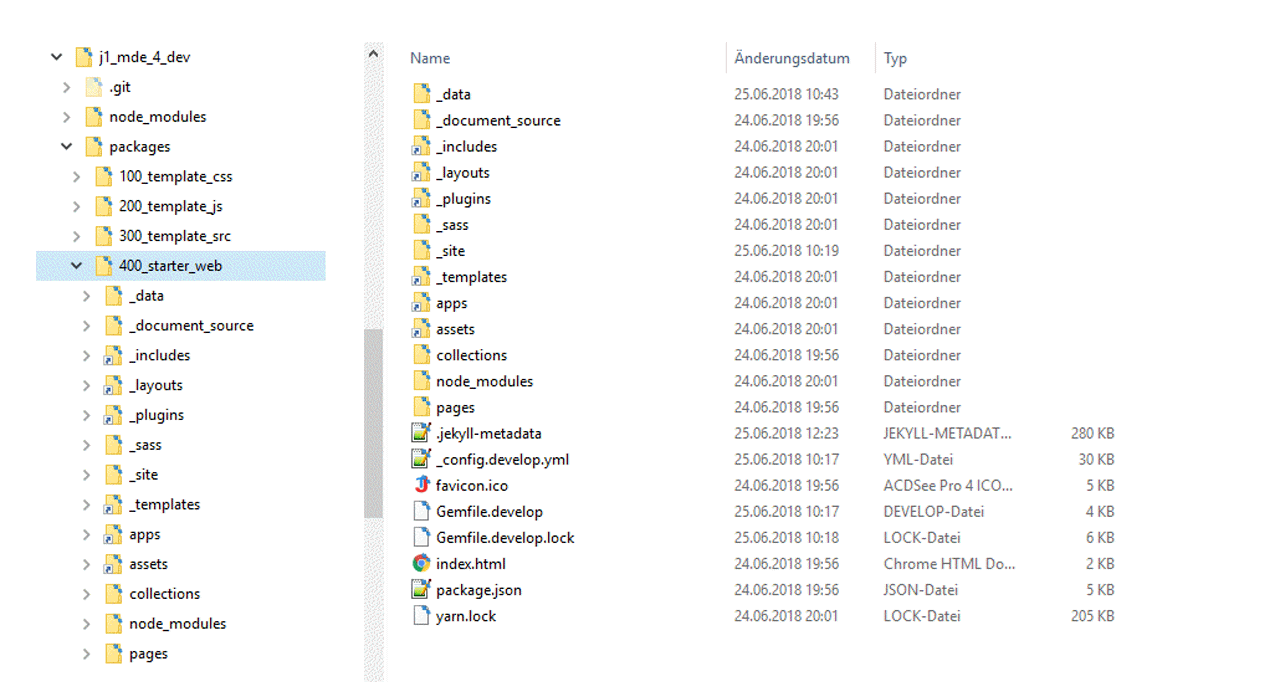 j1_mde_4_dev
.git
node_modules
packages
100_template_css
200_template_js
300_template_src
400_starter_web
_data
_document_source
_includes
_layouts
_plugins
_sass
_site
_templates
apps
assets
collections
node_modules
pages
Name Änderungsdatum Typ
_data 25.06.2018 10:43 Dateiordner
_document_source 24.06.2018 19:56 Dateiordner
_includes 24.06.2018 20:01 Dateiordner
_layouts 24.06.2018 20:01 Dateiordner
_plugins 24.06.2018 20:01 Dateiordner
_sass 24.06.2018 20:01 Dateiordner
_site 25.06.2018 10:19 Dateiordner
_templates 24.06.2018 20:01 Dateiordner
apps 24.06.2018 20:01 Dateiordner
assets 24.06.2018 20:01 Dateiordner
collections 24.06.2018 19:56 Dateiordner
node_modules 24.06.2018 20:01 Dateiordner
pages 24.06.2018 19:56 Dateiordner
.jekyll-metadata 25.06.2018 12:23 JEKYLL-METADAT... 280 KB
_config.develop.yml 25.06.2018 10:17 YML-Datei 30 KB
favicon.ico 24.06.2018 19:56 ACDSee Pro 4 ICO... 5 KB
Gemfile.develop 25.06.2018 10:17 DEVELOP-Datei 4 KB
Gemfile.develop.lock 25.06.2018 10:18 LOCK-Datei 6 KB
index.html 24.06.2018 19:56 Chrome HTML Do... 2 KB
package.json 24.06.2018 19:56 JSON-Datei 5 KB
yarn.lock 24.06.2018 20:01 LOCK-Datei 205 KB